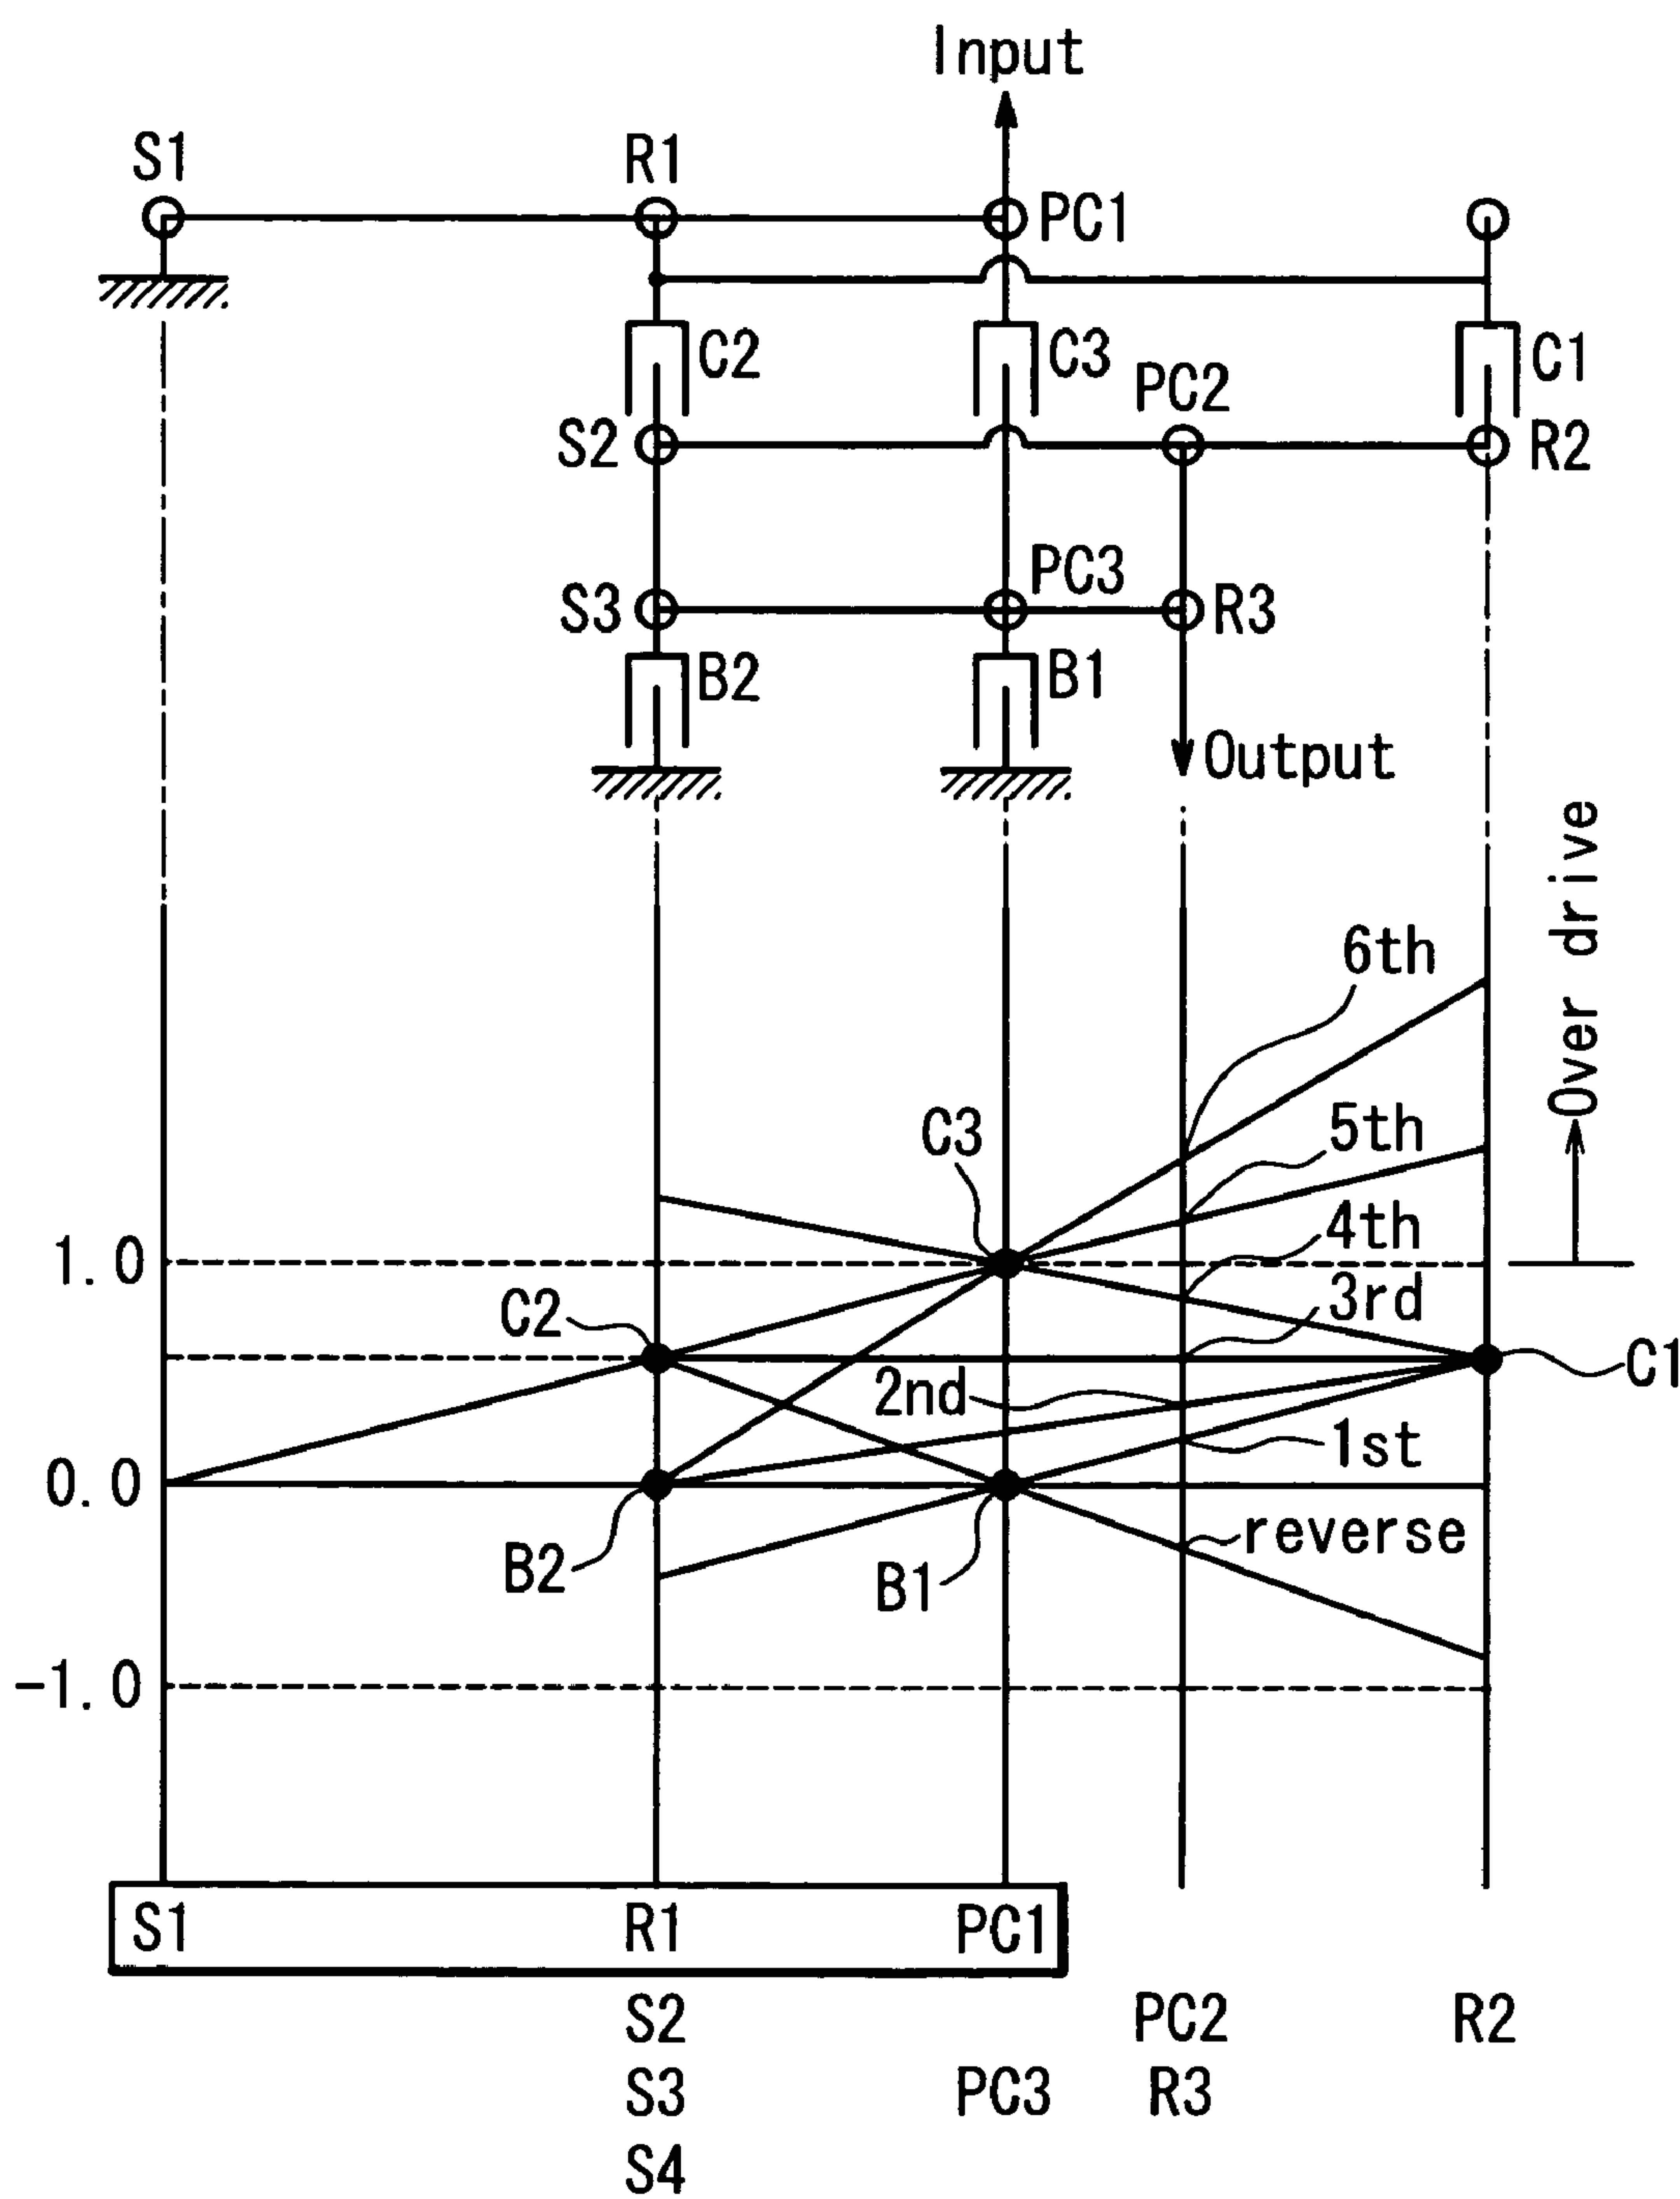 Input
S1
R1
PC1
C2
C3
PC2
C1
S2
R2
PC3
S3
R3
B2
B1
Output
Over drive
6th
C3
5th
1.0
4th
C2
3rd
C1
2nd
1st
0.0
reverse
B2
B1
-1.0
S1 R1 PC1
S2 PC2 R2
S3 PC3 R3
S4